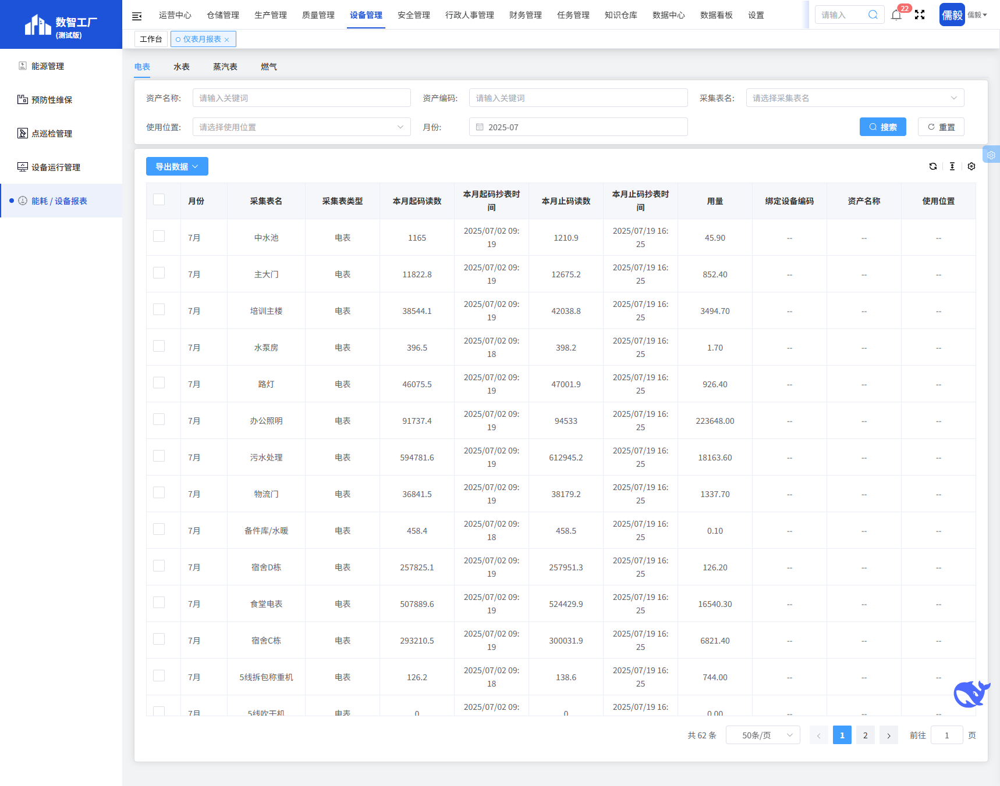 数智工厂
(测试版)
运营中心 仓储管理 生产管理 质量管理 设备管理 安全管理 行政人事管理 财务管理 任务管理 知识仓库 数据中心 数据看板 设置
请输入
22
儒毅
儒毅
工作台
仪表月报表
能源管理
预防性维保
点巡检管理
设备运行管理
能耗 / 设备报表
电表 水表 蒸汽表 燃气
资产名称: 请输入关键词 资产编码: 请输入关键词 采集表名: 请选择采集表名
使用位置: 请选择使用位置 月份: 2025-07 搜索 重置
导出数据
月份 采集表名 采集表类型 本月起码读数 本月起码抄表时间 本月止码读数 本月止码抄表时间 用量 绑定设备编码 资产名称 使用位置
7月 中水池 电表 1165 2025/07/02 09:19 1210.9 2025/07/19 16:25 45.90 -- -- --
7月 主大门 电表 11822.8 2025/07/02 09:19 12675.2 2025/07/19 16:25 852.40 -- -- --
7月 培训主楼 电表 38544.1 2025/07/02 09:19 42038.8 2025/07/19 16:25 3494.70 -- -- --
7月 水泵房 电表 396.5 2025/07/02 09:18 398.2 2025/07/19 16:25 1.70 -- -- --
7月 路灯 电表 46075.5 2025/07/02 09:19 47001.9 2025/07/19 16:25 926.40 -- -- --
7月 办公照明 电表 91737.4 2025/07/02 09:19 94533 2025/07/19 16:25 223648.00 -- -- --
7月 污水处理 电表 594781.6 2025/07/02 09:19 612945.2 2025/07/19 16:25 18163.60 -- -- --
7月 物流门 电表 36841.5 2025/07/02 09:19 38179.2 2025/07/19 16:25 1337.70 -- -- --
7月 备件库/水暖 电表 458.4 2025/07/02 09:18 458.5 2025/07/19 16:25 0.10 -- -- --
7月 宿舍D栋 电表 257825.1 2025/07/02 09:19 257951.3 2025/07/19 16:25 126.20 -- -- --
7月 食堂电表 电表 507889.6 2025/07/02 09:19 524429.9 2025/07/19 16:25 16540.30 -- -- --
7月 宿舍C栋 电表 293210.5 2025/07/02 09:19 300031.9 2025/07/19 16:25 6821.40 -- -- --
7月 5线拆包称重机 电表 126.2 2025/07/02 09:18 138.6 2025/07/19 16:25 744.00 -- -- --
7月 5线吹干机 电表 0 2025/07/02 09: 0 2025/07/19 16: 0.00 -- -- --
共 62 条 50条/页 1 2 前往 1 页